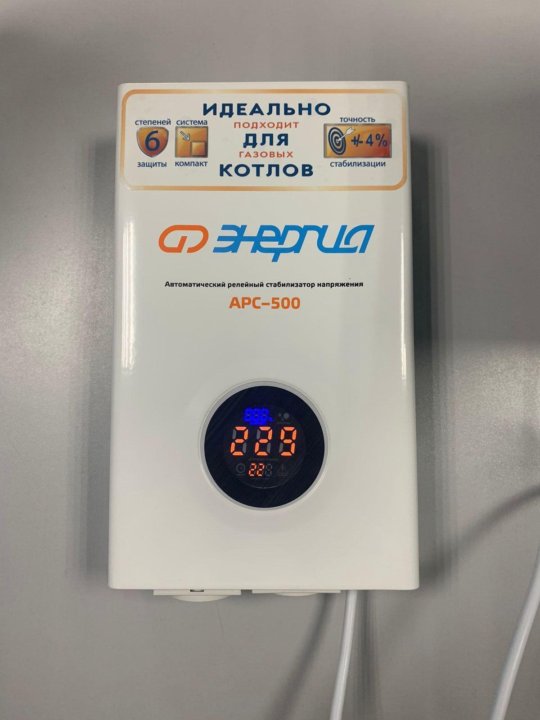 ИДЕАЛЬНО
ПОДХОДИТ
ДЛЯ
ГАЗОВЫХ
КОТЛОВ
степеней
6
защиты
система
компакт
точность
+/- 4%
стабилизации
ЭНЕРГИЯ
Автоматический релейный стабилизатор напряжения
АРС-500
229